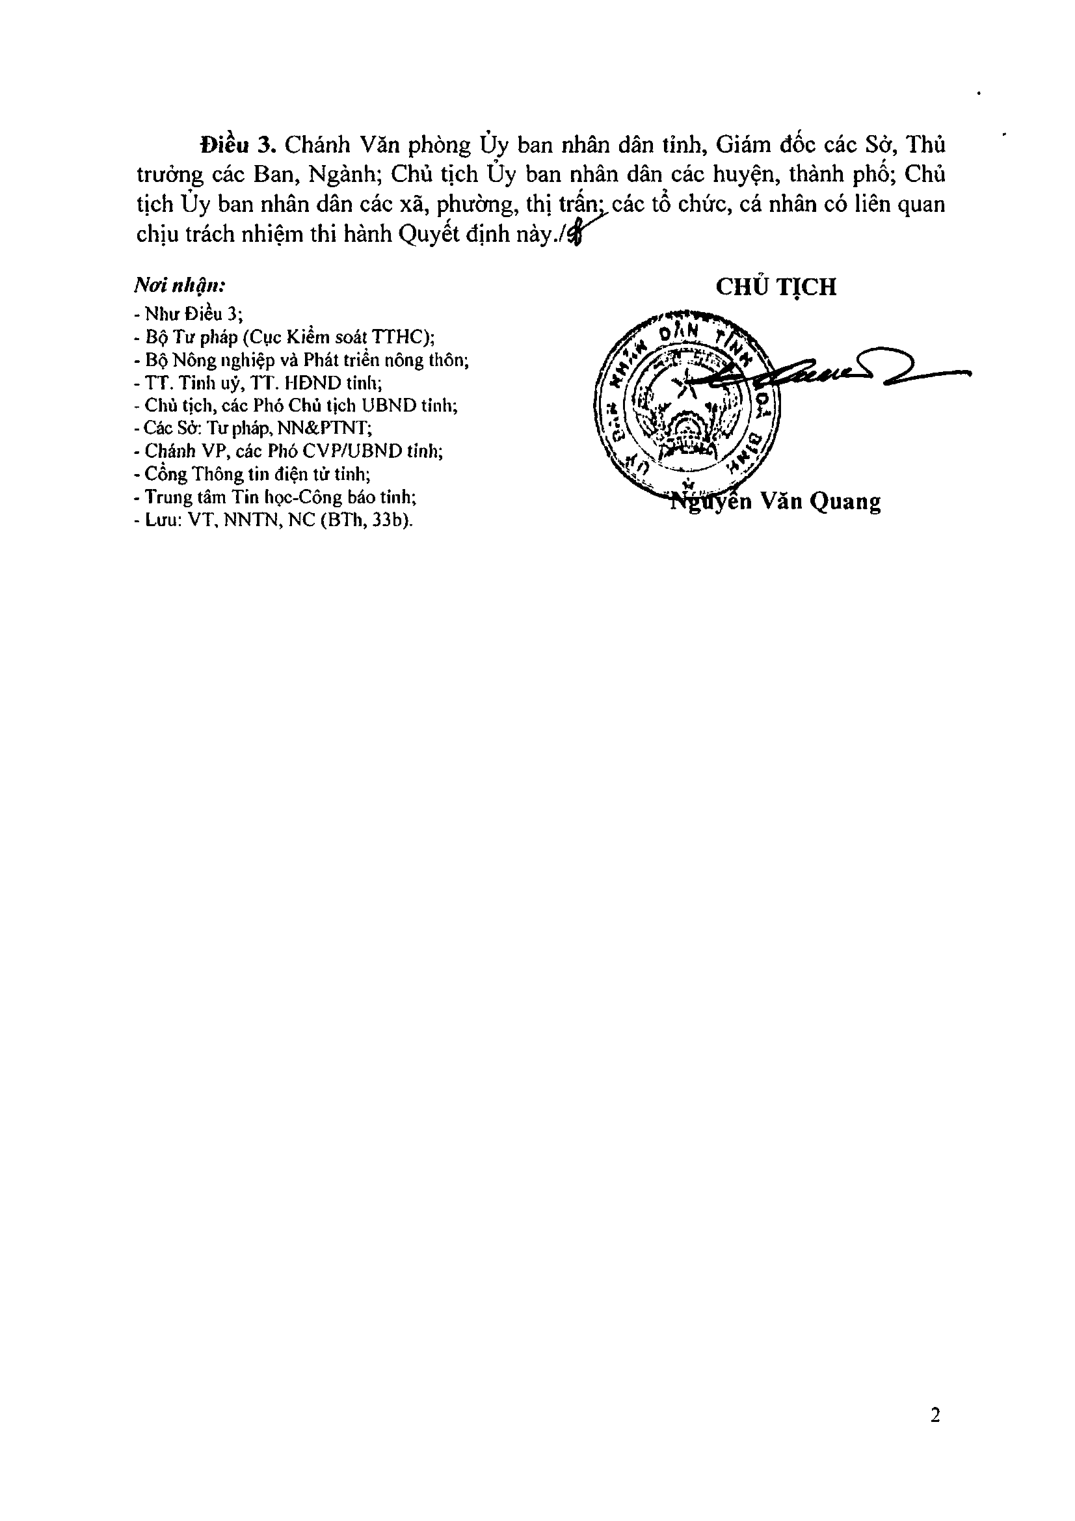 Điều 3. Chánh Văn phòng Ủy ban nhân dân tỉnh, Giám đốc các Sở, Thủ
trưởng các Ban, Ngành; Chủ tịch Ủy ban nhân dân các huyện, thành phố; Chủ
tịch Ủy ban nhân dân các xã, phường, thị trấn; các tổ chức, cá nhân có liên quan
chịu trách nhiệm thi hành Quyết định này./
Nơi nhận:
- Như Điều 3;
- Bộ Tư pháp (Cục Kiểm soát TTHC);
- Bộ Nông nghiệp và Phát triển nông thôn;
- TT. Tỉnh uỷ, TT. HĐND tỉnh;
- Chủ tịch, các Phó Chủ tịch UBND tỉnh;
- Các Sở: Tư pháp, NN&PTNT;
- Chánh VP, các Phó CVP/UBND tỉnh;
- Cổng Thông tin điện tử tỉnh;
- Trung tâm Tin học-Công báo tỉnh;
- Lưu: VT, NNTN, NC (BTh, 33b).
CHỦ TỊCH
ỦY BAN NHÂN DÂN TỈNH HOÀ BÌNH
Nguyễn Văn Quang
2